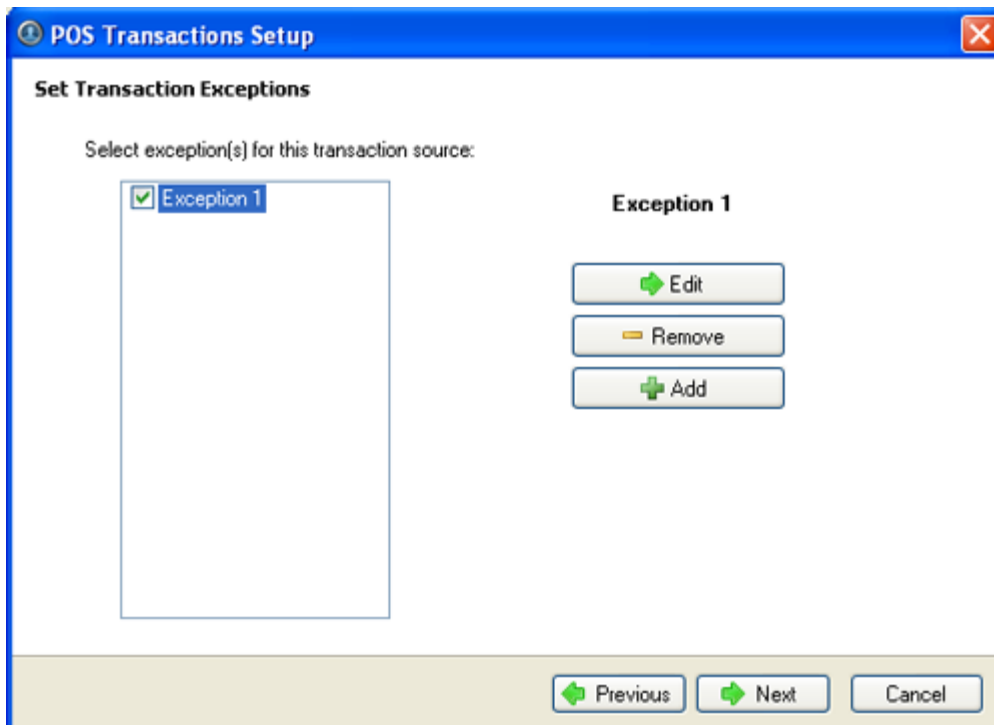 POS Transactions Setup
Set Transaction Exceptions
Select exception(s) for this transaction source:
Exception 1
Exception 1
Edit
Remove
Add
Previous
Next
Cancel